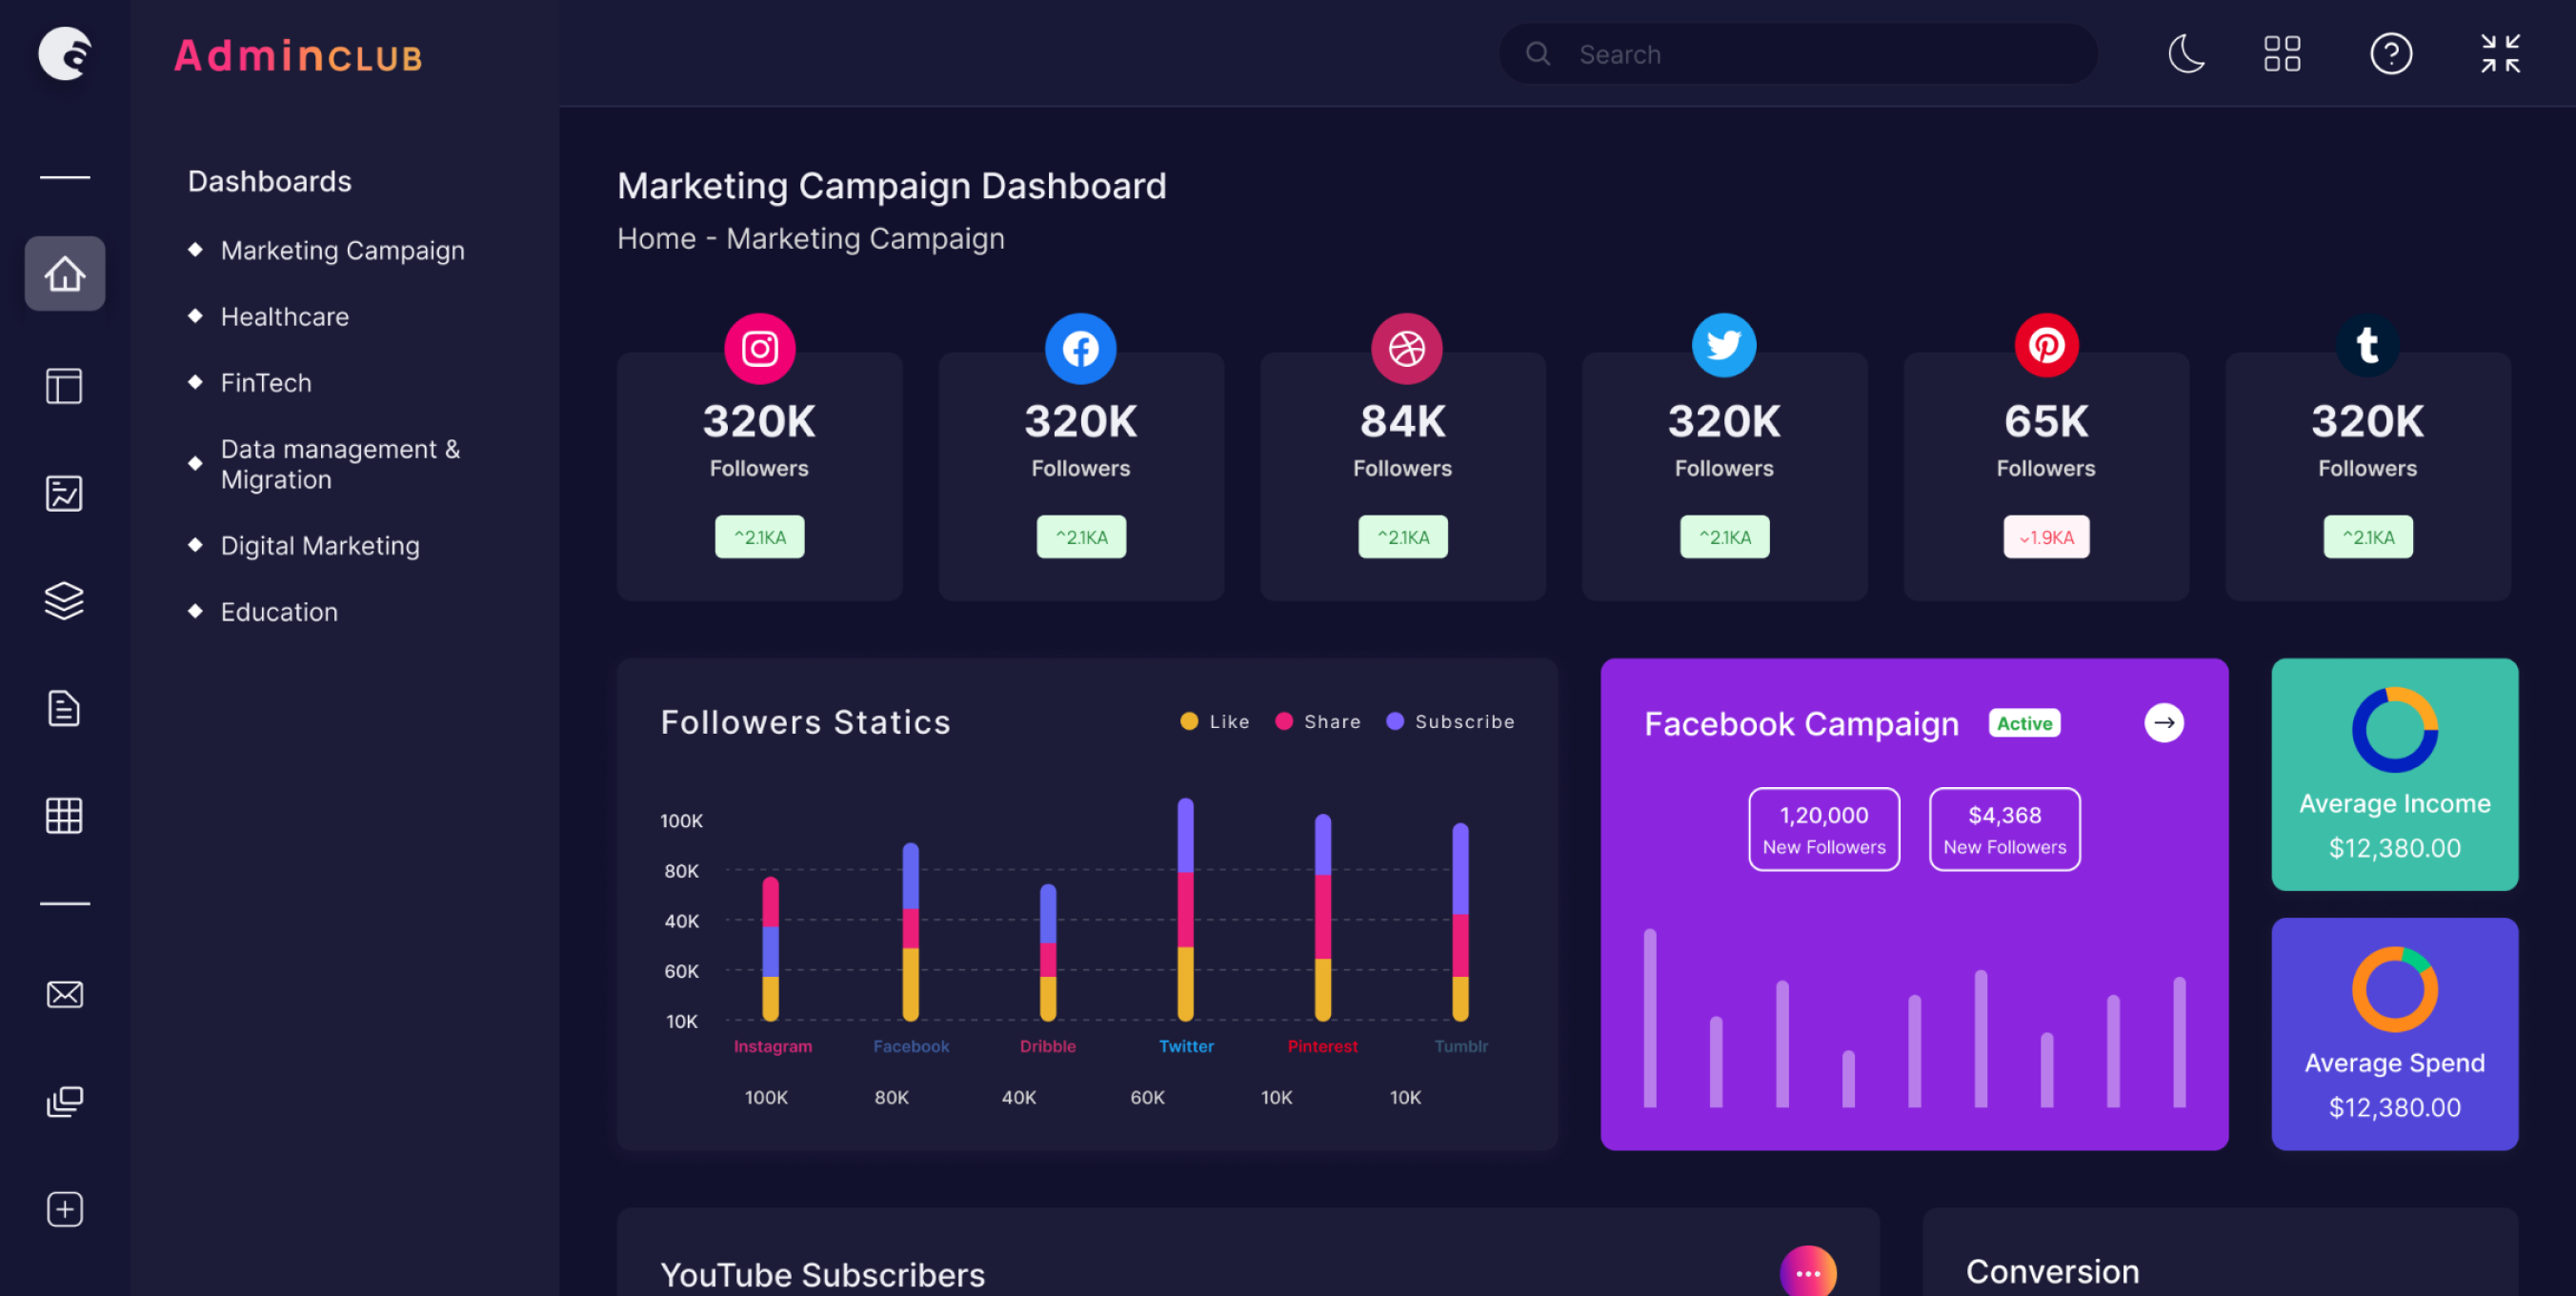 AdminCLUB
Search
Dashboards
Marketing Campaign
Healthcare
FinTech
Data management &
Migration
Digital Marketing
Education
Marketing Campaign Dashboard
Home - Marketing Campaign
320K
Followers
^2.1KA
320K
Followers
^2.1KA
84K
Followers
^2.1KA
320K
Followers
^2.1KA
65K
Followers
⌄1.9KA
320K
Followers
^2.1KA
Followers Statics
Like Share Subscribe
100K
80K
40K
60K
10K
Instagram Facebook Dribble Twitter Pinterest Tumblr
100K 80K 40K 60K 10K 10K
Facebook Campaign Active
1,20,000
New Followers
$4,368
New Followers
Average Income
$12,380.00
Average Spend
$12,380.00
YouTube Subscribers
Conversion